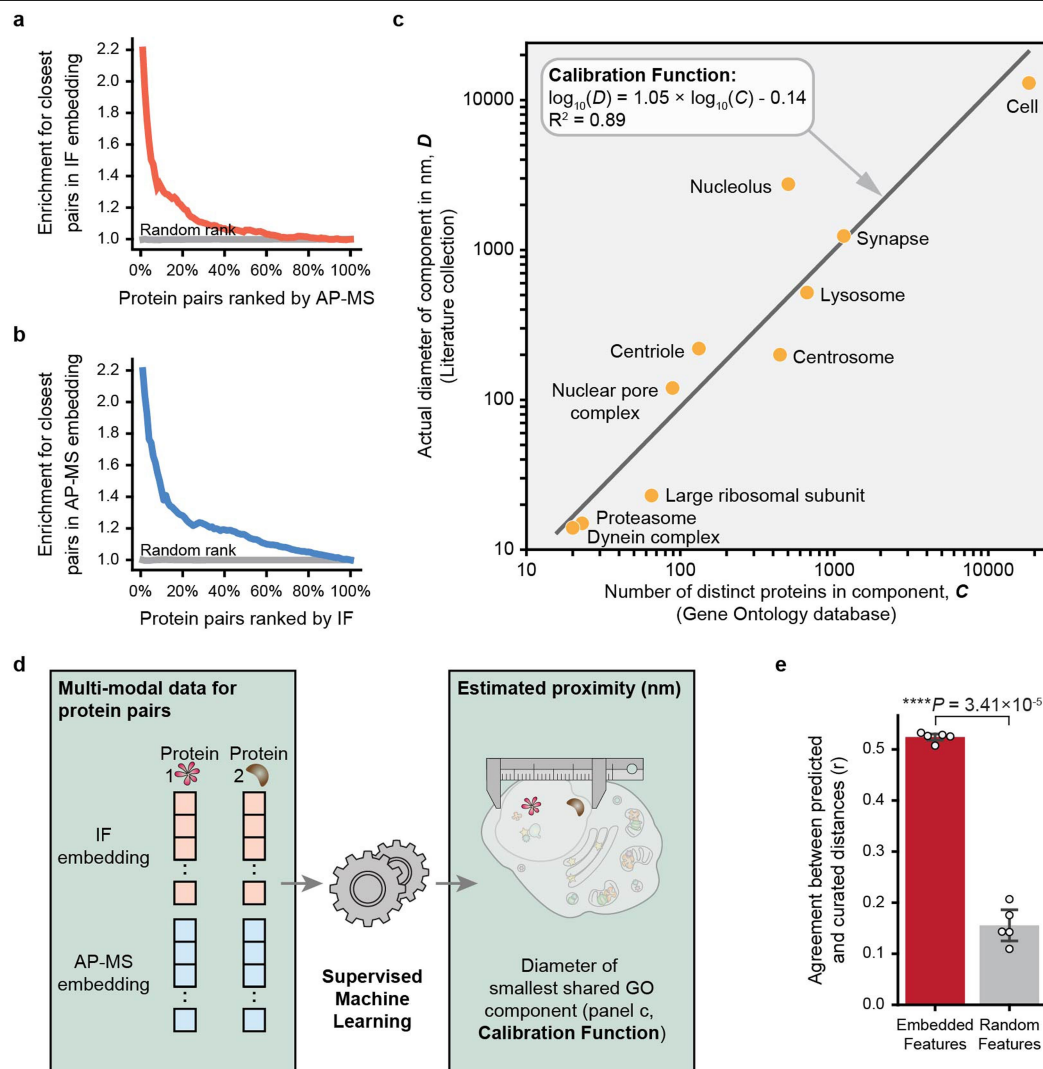 a
Enrichment for closest
pairs in IF embedding
2.2
2.0
1.8
1.6
1.4
1.2
1.0
Random rank
0% 20% 40% 60% 80% 100%
Protein pairs ranked by AP-MS
b
Enrichment for closest
pairs in AP-MS embedding
2.2
2.0
1.8
1.6
1.4
1.2
1.0
Random rank
0% 20% 40% 60% 80% 100%
Protein pairs ranked by IF
c
Actual diameter of component in nm, D
(Literature collection)
10000
1000
100
10
Calibration Function:
log₁₀(D) = 1.05 × log₁₀(C) - 0.14
R² = 0.89
Cell
Nucleolus
Synapse
Lysosome
Centriole
Centrosome
Nuclear pore
complex
Large ribosomal subunit
Proteasome
Dynein complex
10 100 1000 10000
Number of distinct proteins in component, C
(Gene Ontology database)
d
Multi-modal data for
protein pairs
Protein Protein
1 2
IF
embedding
AP-MS
embedding
Supervised
Machine
Learning
Estimated proximity (nm)
Diameter of
smallest shared GO
component (panel c,
Calibration Function)
e
****P = 3.41×10⁻⁵
Agreement between predicted
and curated distances (r)
0.5
0.4
0.3
0.2
0.1
0.0
Embedded Random
Features Features